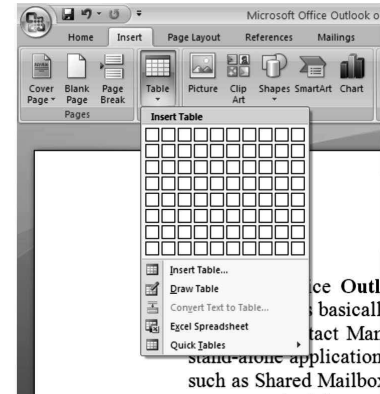 Microsoft Office Outlook o
Home Insert Page Layout References Mailings
Cover Page Blank Page Page Break Table Picture Clip Art Shapes SmartArt Chart
Pages
Insert Table
Insert Table...
Draw Table
Convert Text to Table...
Excel Spreadsheet
Quick Tables
ce Outl
basicall
tact Man
stand-alone application
such as Shared Mailbox